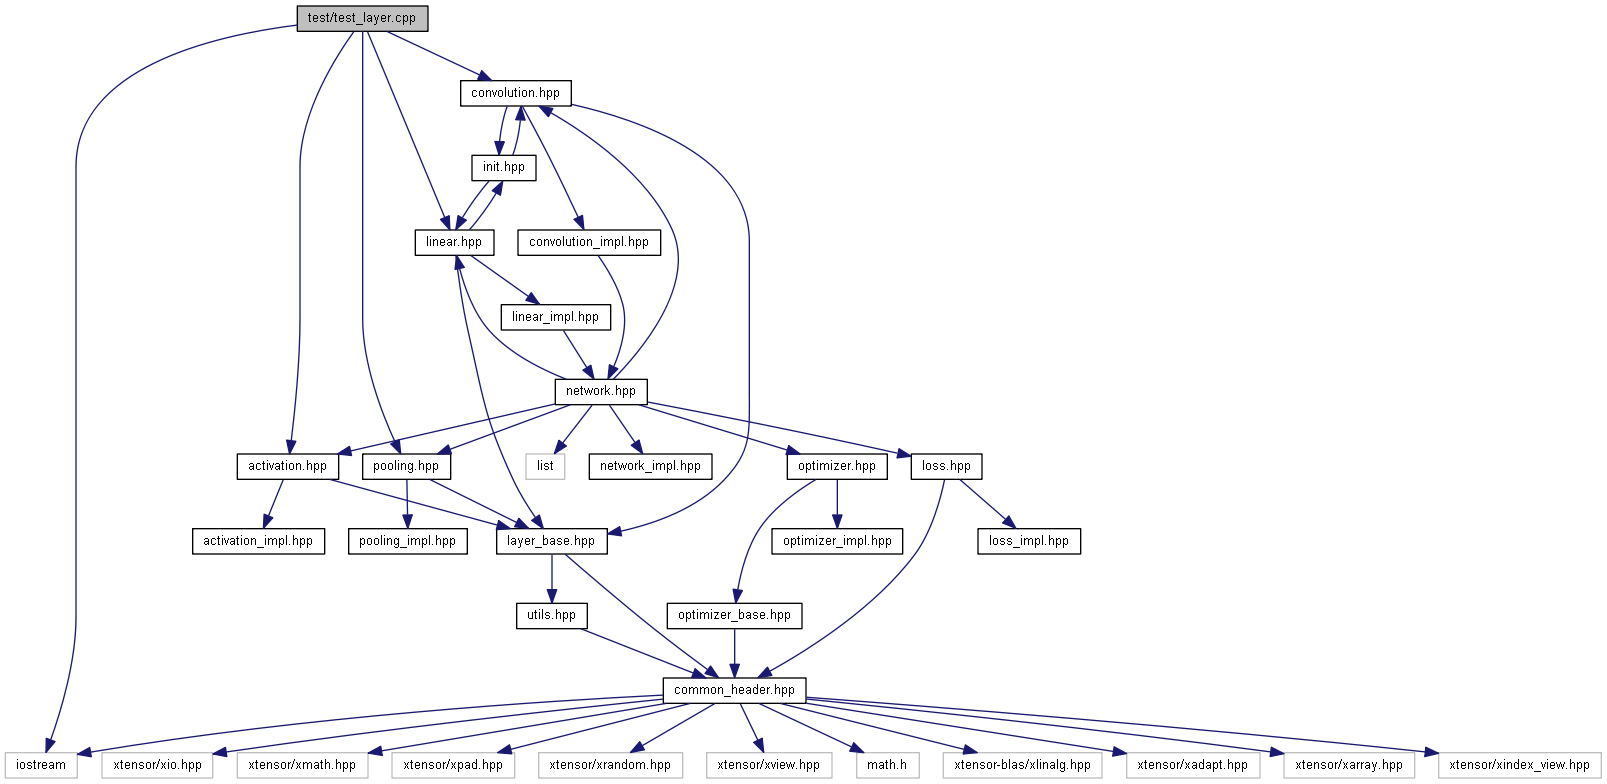 test/test_layer.cpp
convolution.hpp
init.hpp
linear.hpp
convolution_impl.hpp
linear_impl.hpp
network.hpp
activation.hpp
pooling.hpp
list
network_impl.hpp
optimizer.hpp
loss.hpp
activation_impl.hpp
pooling_impl.hpp
layer_base.hpp
optimizer_impl.hpp
loss_impl.hpp
utils.hpp
optimizer_base.hpp
common_header.hpp
iostream
xtensor/xio.hpp
xtensor/xmath.hpp
xtensor/xpad.hpp
xtensor/xrandom.hpp
xtensor/xview.hpp
math.h
xtensor-blas/xlinalg.hpp
xtensor/xadapt.hpp
xtensor/xarray.hpp
xtensor/xindex_view.hpp